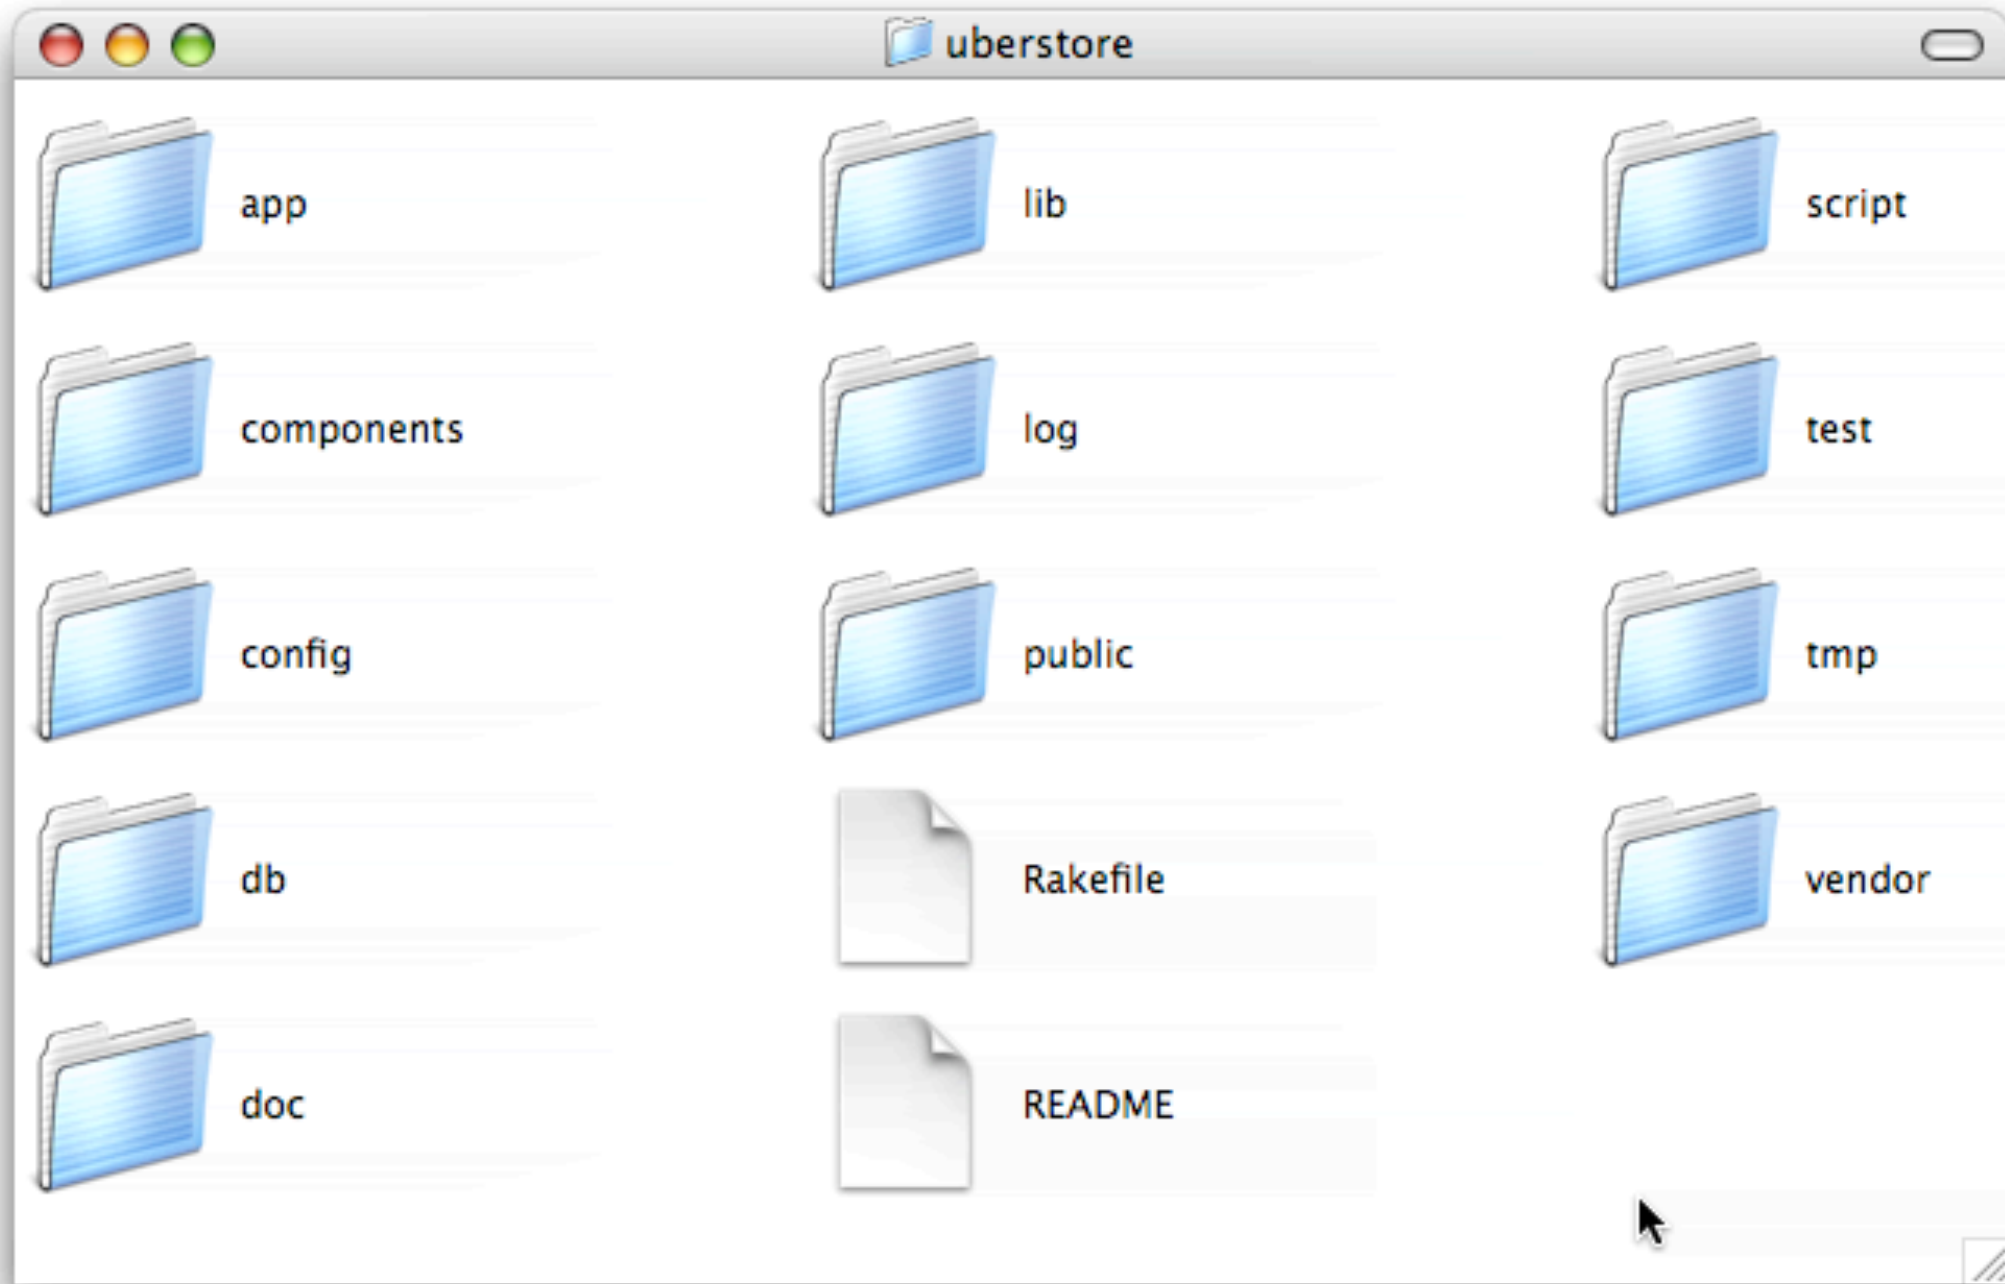 uberstore
app
lib
script
components
log
test
config
public
tmp
db
Rakefile
vendor
doc
README